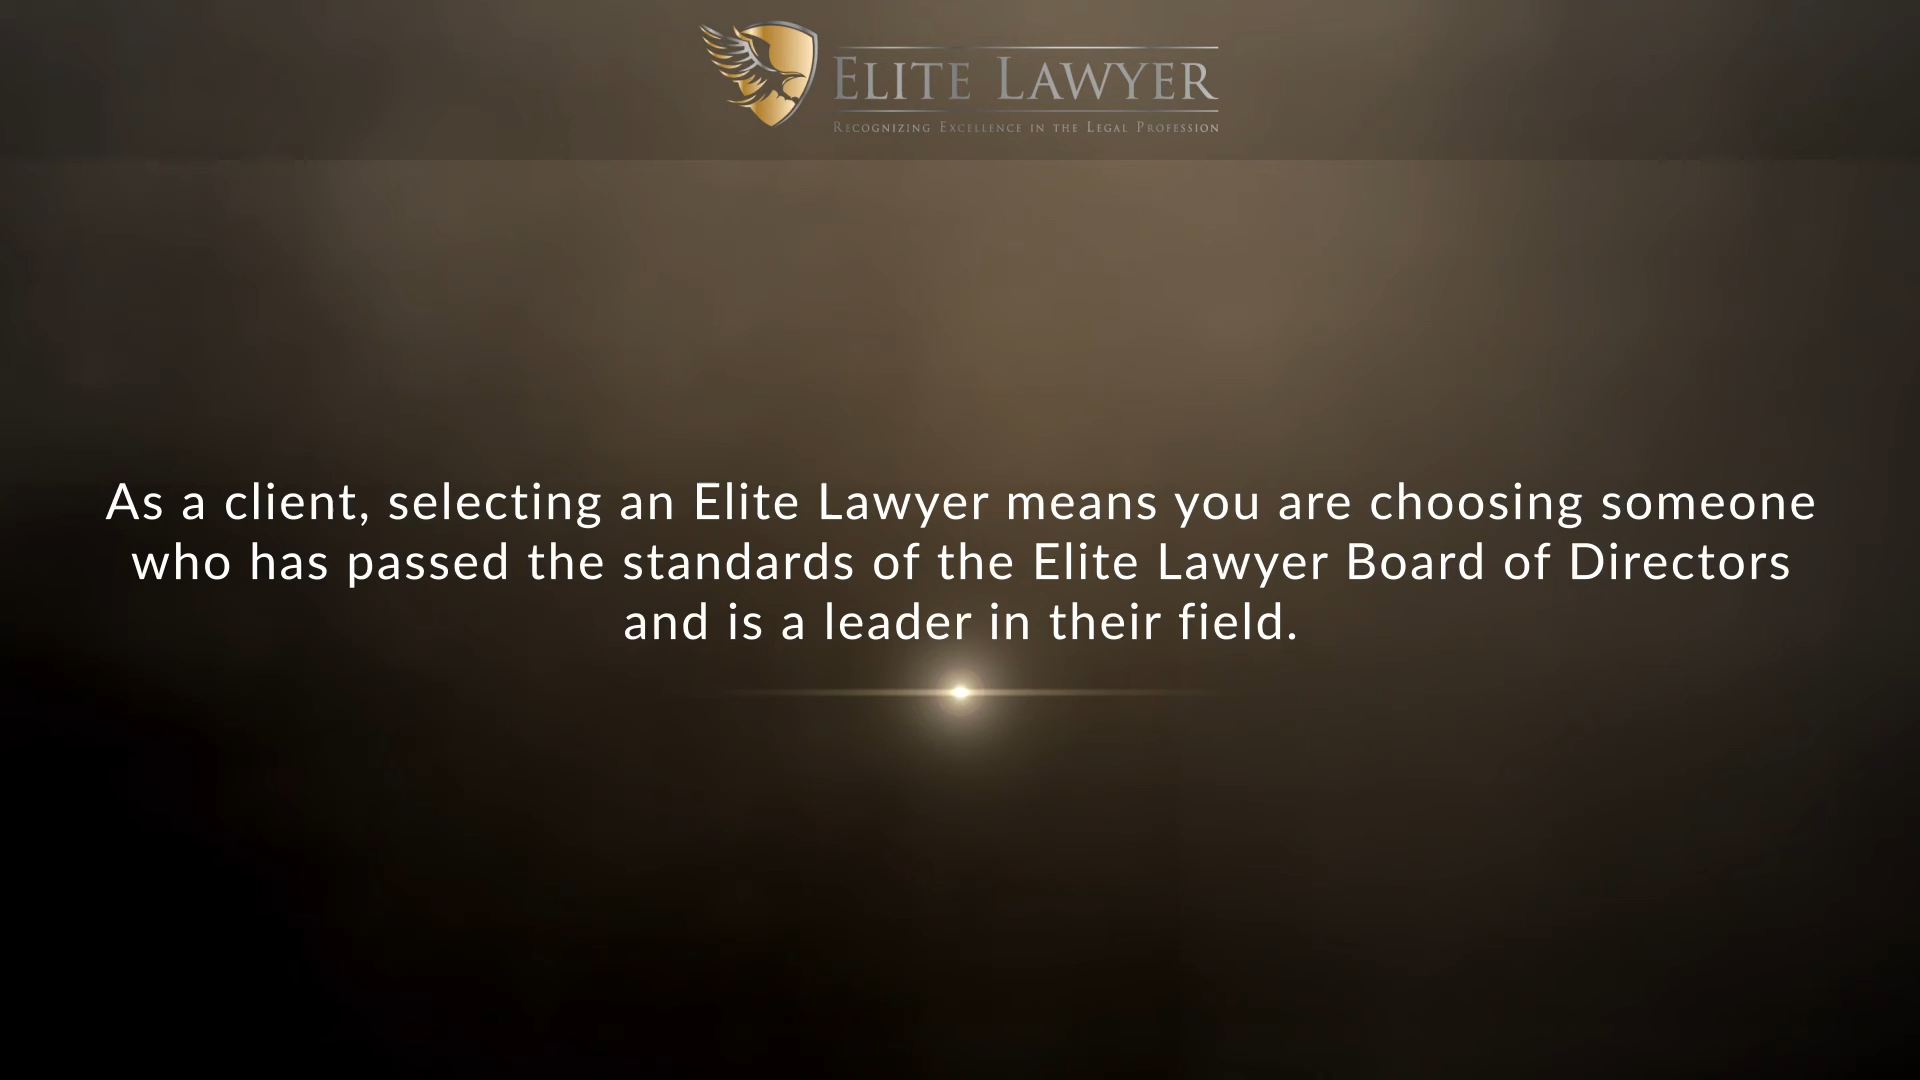 ELITE LAWYER
RECOGNIZING EXCELLENCE IN THE LEGAL PROFESSION
As a client, selecting an Elite Lawyer means you are choosing someone
who has passed the standards of the Elite Lawyer Board of Directors
and is a leader in their field.